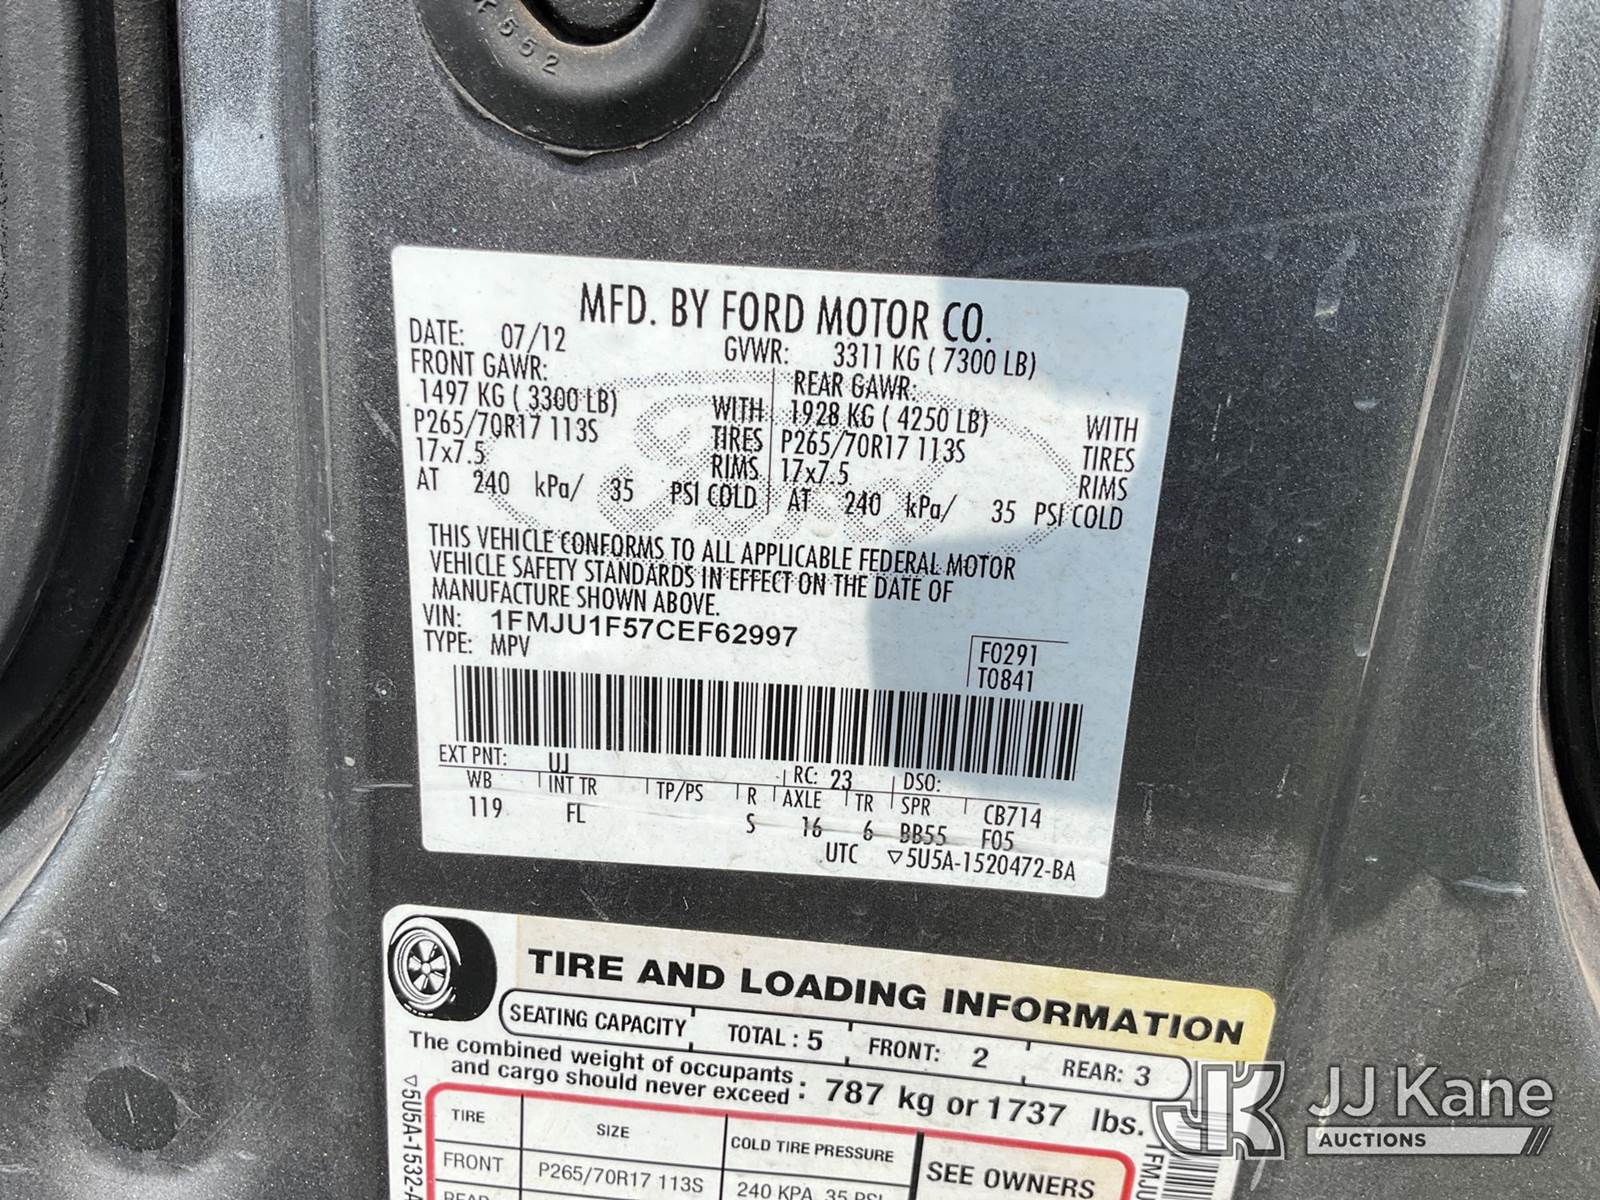 F552
MFD. BY FORD MOTOR CO.
DATE: 07/12 GVWR: 3311 KG ( 7300 LB)
FRONT GAWR: REAR GAWR:
1497 KG ( 3300 LB) WITH 1928 KG ( 4250 LB) WITH
P265/70R17 113S TIRES P265/70R17 113S TIRES
17x7.5 RIMS 17x7.5 RIMS
AT 240 kPa/ 35 PSI COLD AT 240 kPa/ 35 PSI COLD
THIS VEHICLE CONFORMS TO ALL APPLICABLE FEDERAL MOTOR
VEHICLE SAFETY STANDARDS IN EFFECT ON THE DATE OF
MANUFACTURE SHOWN ABOVE.
VIN: 1FMJU1F57CEF62997
TYPE: MPV
F0291
T0841
EXT PNT: UJ RC: 23 DSO:
WB INT TR TP/PS R AXLE TR SPR CB714
119 FL S 16 6 BB55 F05
UTC ▽5U5A-1520472-BA
TIRE AND LOADING INFORMATION
SEATING CAPACITY TOTAL : 5 FRONT: 2 REAR: 3
The combined weight of occupants
and cargo should never exceed : 787 kg or 1737 lbs.
TIRE SIZE COLD TIRE PRESSURE SEE OWNERS
FRONT P265/70R17 113S 240 KPA, 35 PSI
▽5U5A-1532-
1FMJU
JJ Kane
AUCTIONS